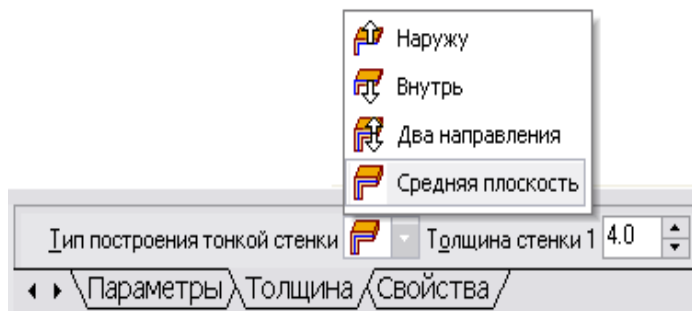 Наружу
Внутрь
Два направления
Средняя плоскость
Тип построения тонкой стенки Толщина стенки 1 4.0
Параметры Толщина Свойства